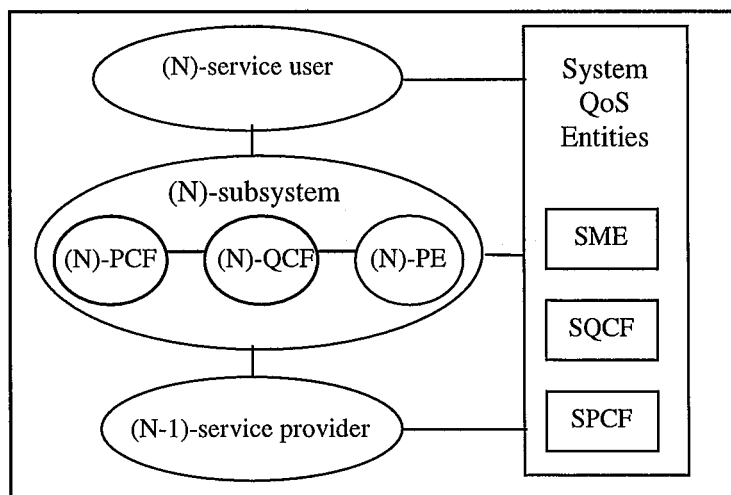 (N)-service user
(N)-subsystem
(N)-PCF
(N)-QCF
(N)-PE
(N-1)-service provider
System
QoS
Entities
SME
SQCF
SPCF